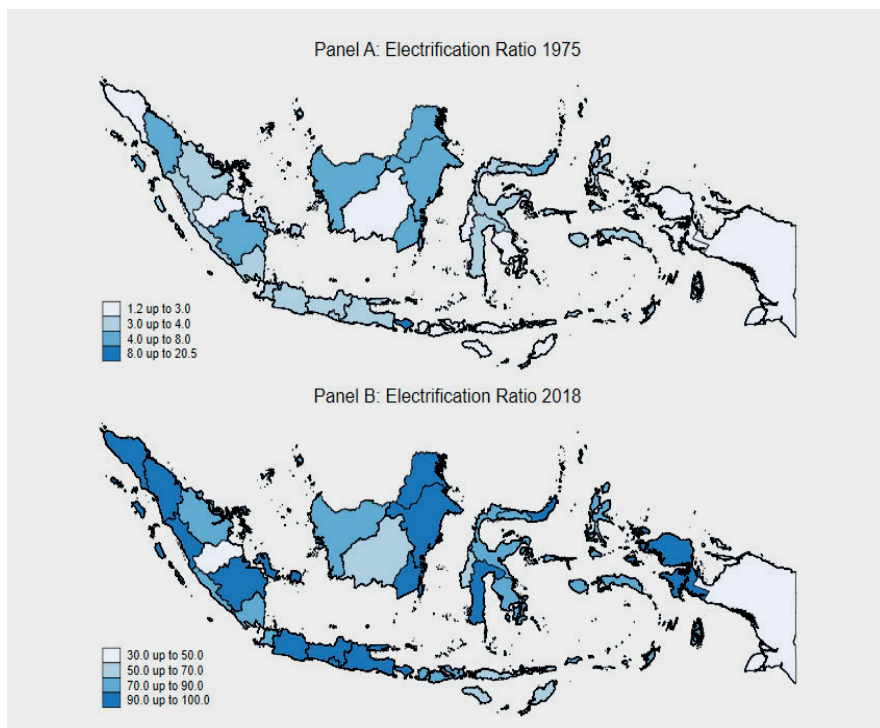 Panel A: Electrification Ratio 1975
1.2 up to 3.0
3.0 up to 4.0
4.0 up to 8.0
8.0 up to 20.5
Panel B: Electrification Ratio 2018
30.0 up to 50.0
50.0 up to 70.0
70.0 up to 90.0
90.0 up to 100.0